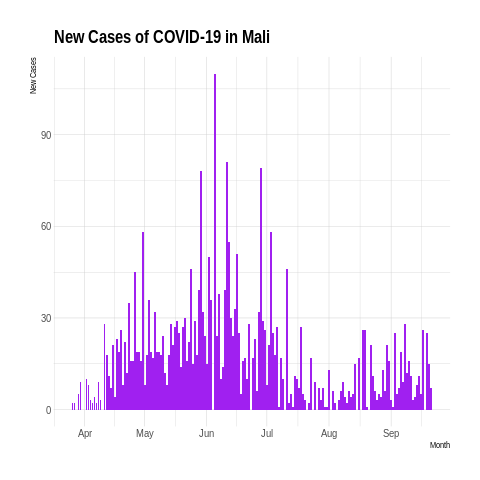 New Cases of COVID-19 in Mali
New Cases
90
60
30
0
Apr May Jun Jul Aug Sep
Month